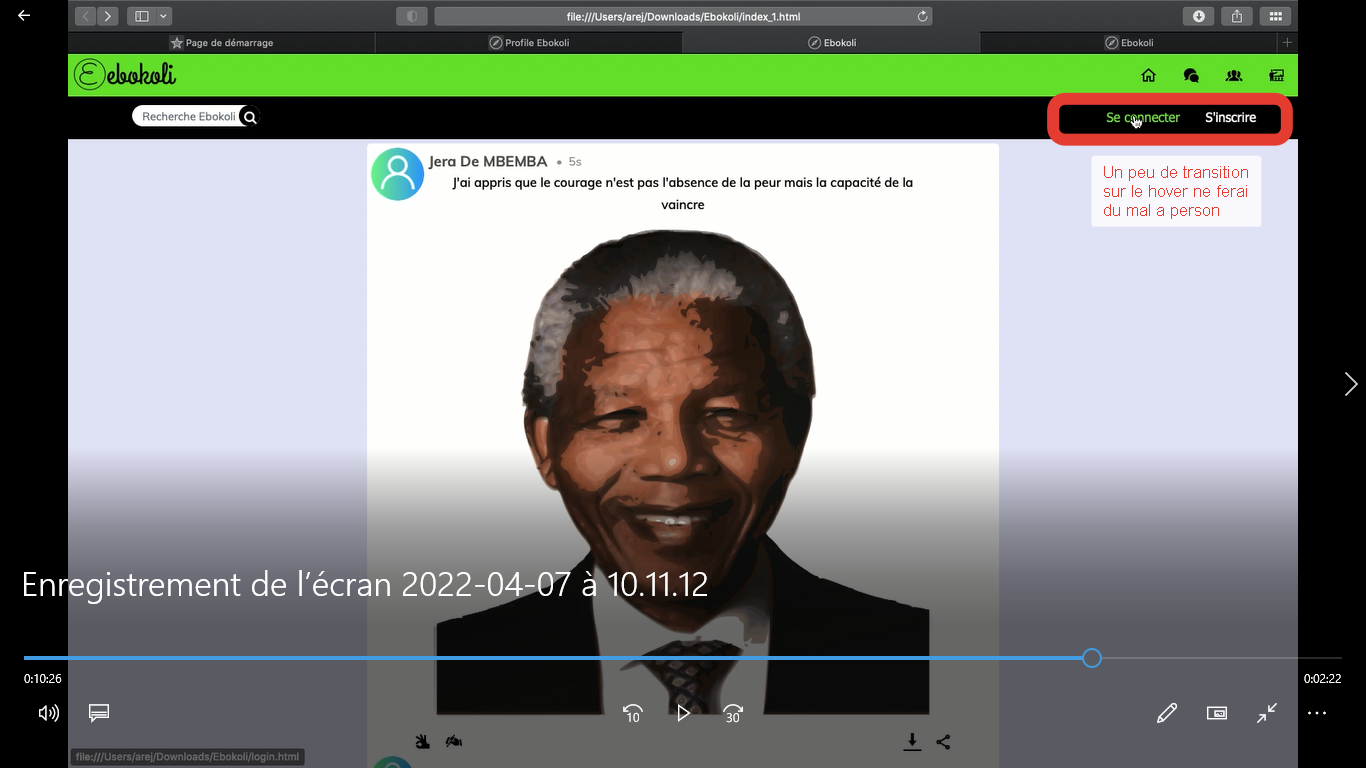 file:///Users/arej/Downloads/Ebokoli/index_1.html
Page de démarrage
Profile Ebokoli
Ebokoli
Ebokoli
ebokoli
Recherche Ebokoli
Se connecter
S'inscrire
Un peu de transition
sur le hover ne ferai
du mal a person
Jera De MBEMBA • 5s
J'ai appris que le courage n'est pas l'absence de la peur mais la capacité de la
vaincre
Enregistrement de l’écran 2022-04-07 à 10.11.12
0:10:26
0:02:22
10
30
file:///Users/arej/Downloads/Ebokoli/login.html